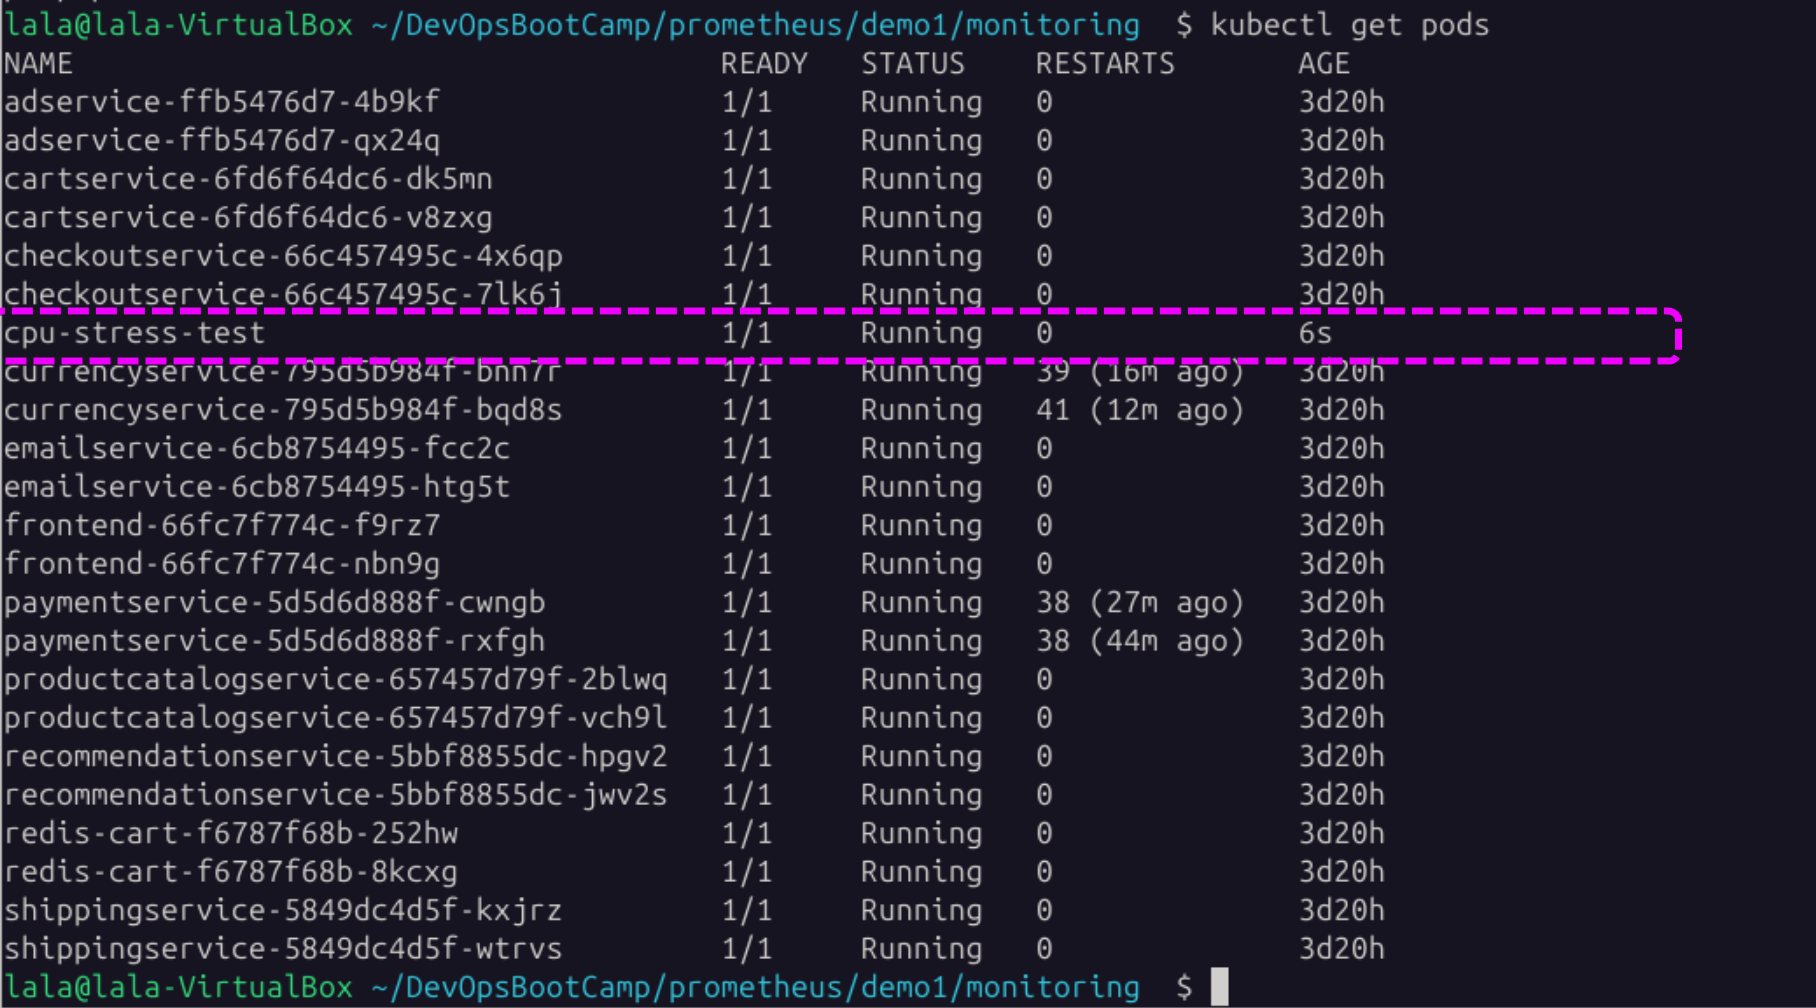 lala@lala-VirtualBox ~/DevOpsBootCamp/prometheus/demo1/monitoring $ kubectl get pods
NAME READY STATUS RESTARTS AGE
adservice-ffb5476d7-4b9kf 1/1 Running 0 3d20h
adservice-ffb5476d7-qx24q 1/1 Running 0 3d20h
cartservice-6fd6f64dc6-dk5mn 1/1 Running 0 3d20h
cartservice-6fd6f64dc6-v8zxg 1/1 Running 0 3d20h
checkoutservice-66c457495c-4x6qp 1/1 Running 0 3d20h
checkoutservice-66c457495c-7lk6j 1/1 Running 0 3d20h
cpu-stress-test 1/1 Running 0 6s
currencyservice-795d5b984f-bnn7r 1/1 Running 39 (16m ago) 3d20h
currencyservice-795d5b984f-bqd8s 1/1 Running 41 (12m ago) 3d20h
emailservice-6cb8754495-fcc2c 1/1 Running 0 3d20h
emailservice-6cb8754495-htg5t 1/1 Running 0 3d20h
frontend-66fc7f774c-f9rz7 1/1 Running 0 3d20h
frontend-66fc7f774c-nbn9g 1/1 Running 0 3d20h
paymentservice-5d5d6d888f-cwngb 1/1 Running 38 (27m ago) 3d20h
paymentservice-5d5d6d888f-rxfgh 1/1 Running 38 (44m ago) 3d20h
productcatalogservice-657457d79f-2blwq 1/1 Running 0 3d20h
productcatalogservice-657457d79f-vch9l 1/1 Running 0 3d20h
recommendationservice-5bbf8855dc-hpgv2 1/1 Running 0 3d20h
recommendationservice-5bbf8855dc-jwv2s 1/1 Running 0 3d20h
redis-cart-f6787f68b-252hw 1/1 Running 0 3d20h
redis-cart-f6787f68b-8kcxg 1/1 Running 0 3d20h
shippingservice-5849dc4d5f-kxjrz 1/1 Running 0 3d20h
shippingservice-5849dc4d5f-wtrvs 1/1 Running 0 3d20h
lala@lala-VirtualBox ~/DevOpsBootCamp/prometheus/demo1/monitoring $